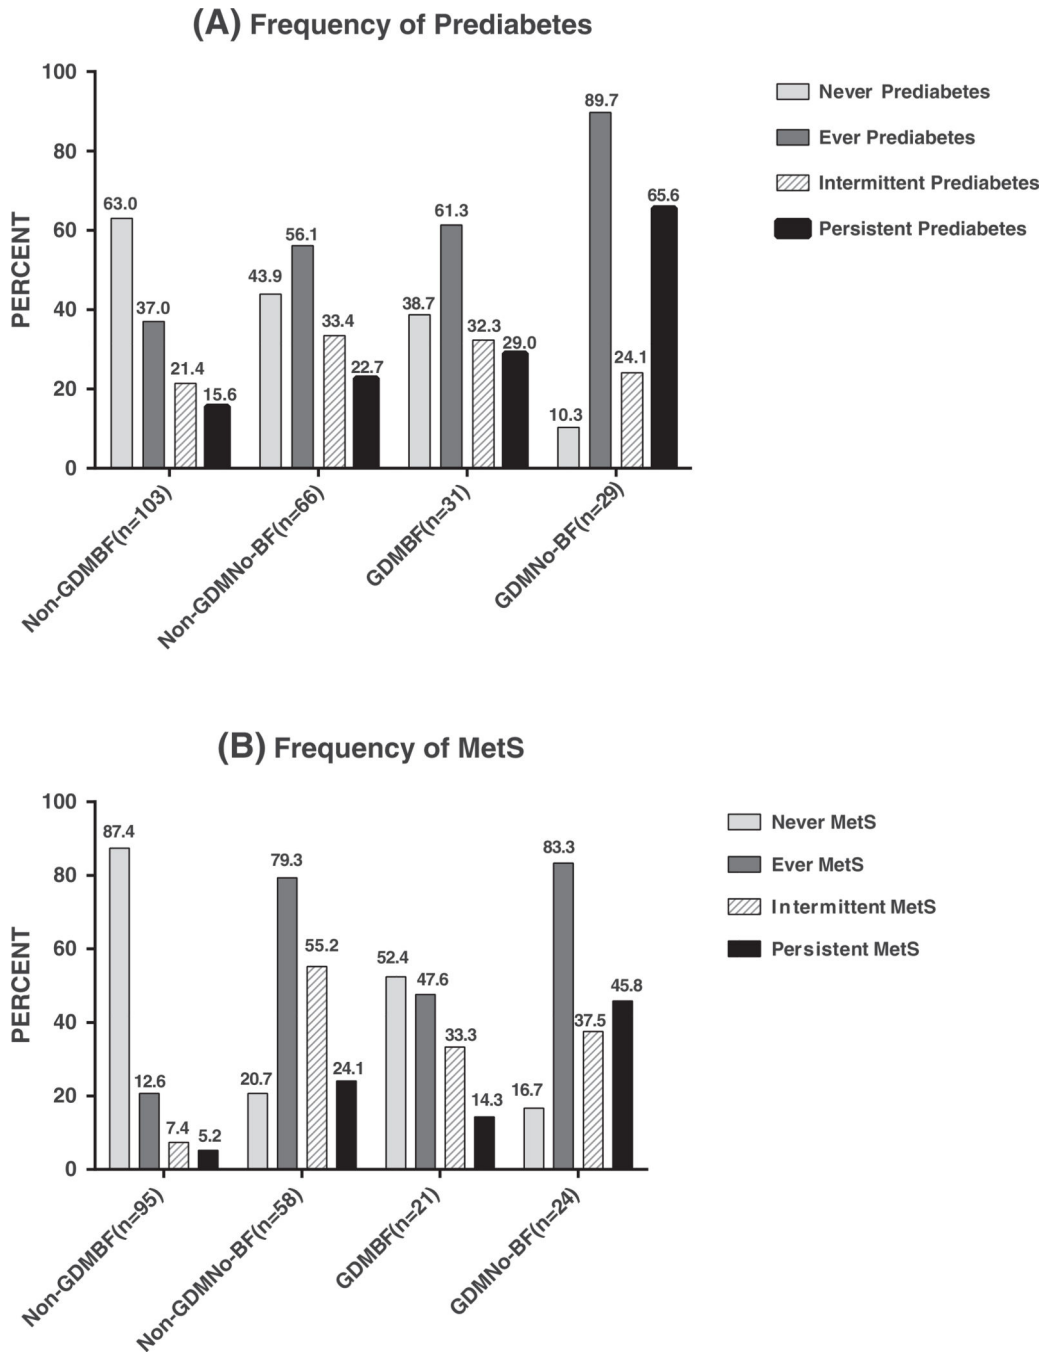 (A) Frequency of Prediabetes
100
80
60
40
20
0
PERCENT
63.0
37.0
21.4
15.6
43.9
56.1
33.4
22.7
38.7
61.3
32.3
29.0
10.3
89.7
24.1
65.6
Never Prediabetes
Ever Prediabetes
Intermittent Prediabetes
Persistent Prediabetes
Non-GDMBF(n=103)
Non-GDMNo-BF(n=66)
GDMBF(n=31)
GDMNo-BF(n=29)
(B) Frequency of MetS
100
80
60
40
20
0
PERCENT
87.4
12.6
7.4
5.2
20.7
79.3
55.2
24.1
52.4
47.6
33.3
14.3
16.7
83.3
37.5
45.8
Never MetS
Ever MetS
Intermittent MetS
Persistent MetS
Non-GDMBF(n=95)
Non-GDMNo-BF(n=58)
GDMBF(n=21)
GDMNo-BF(n=24)